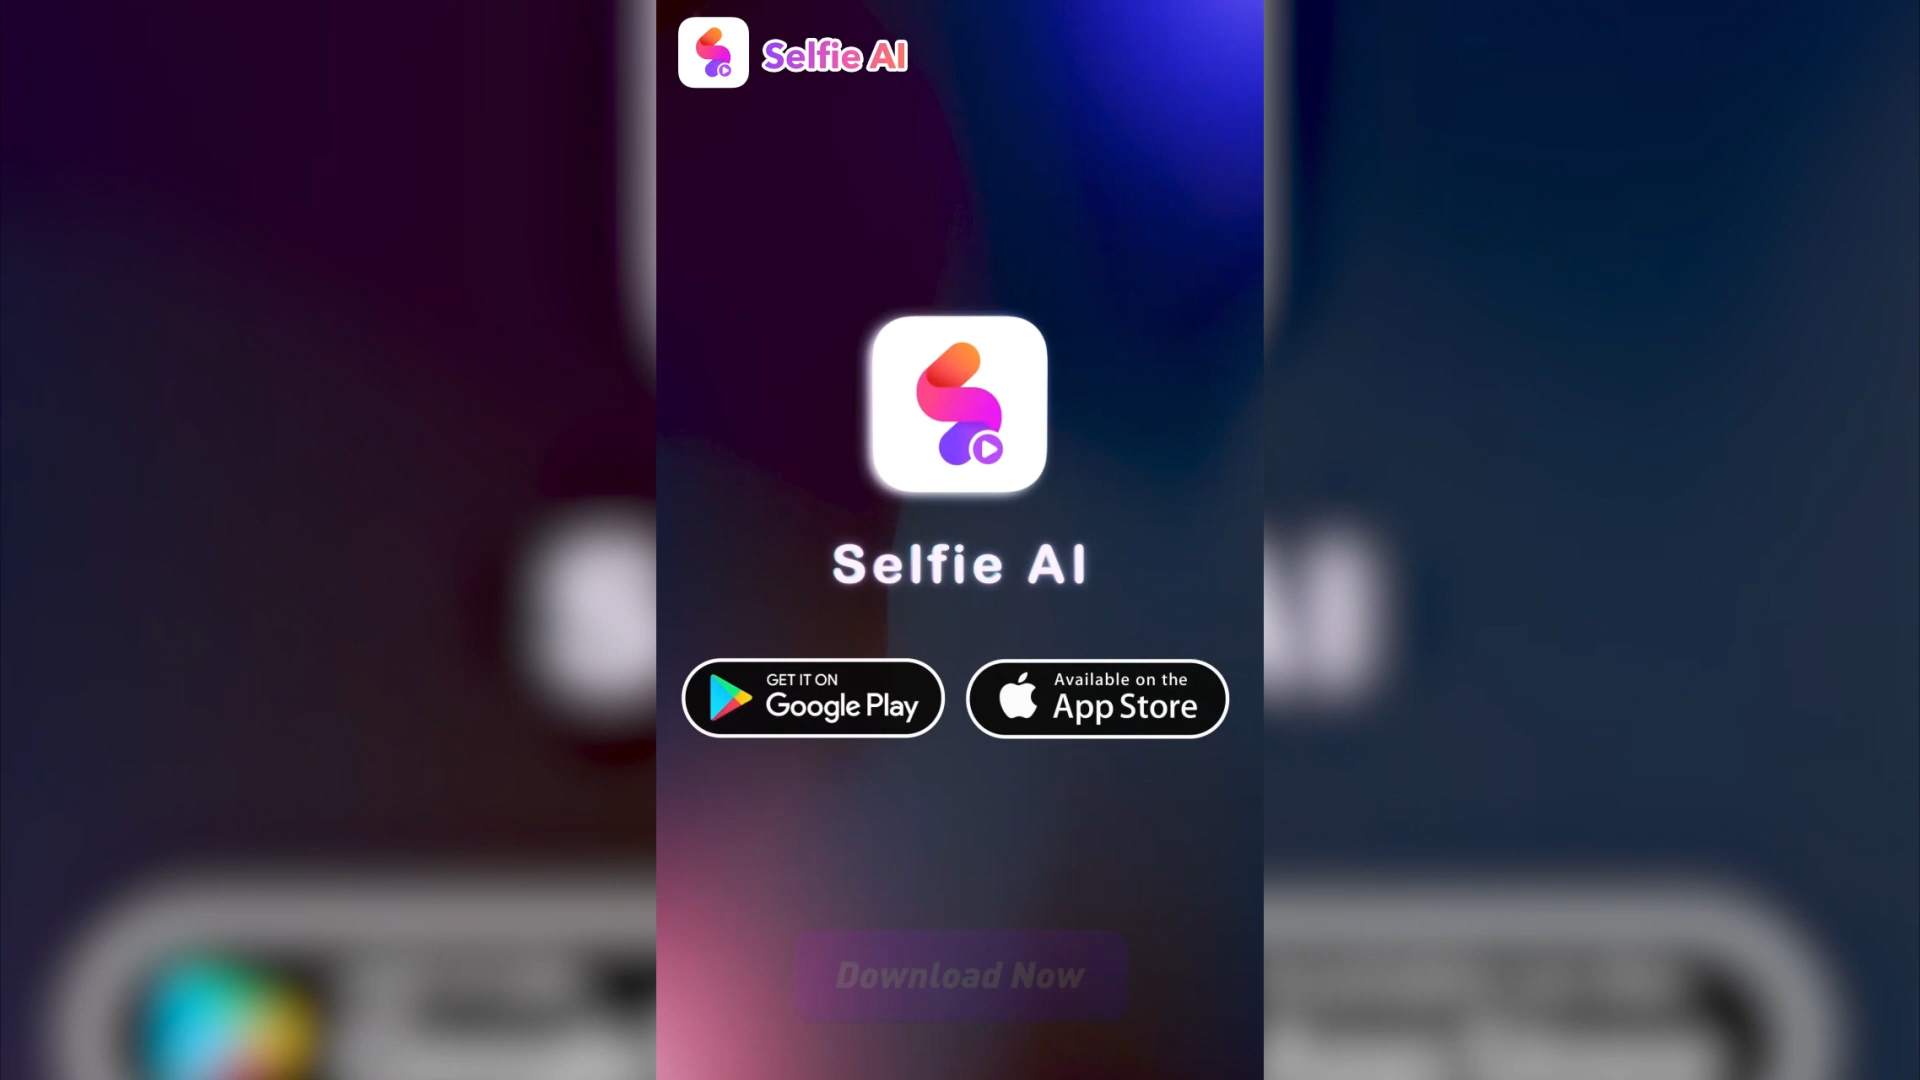 Selfie AI
Selfie AI
GET IT ON
Google Play
Available on the
App Store
Download Now